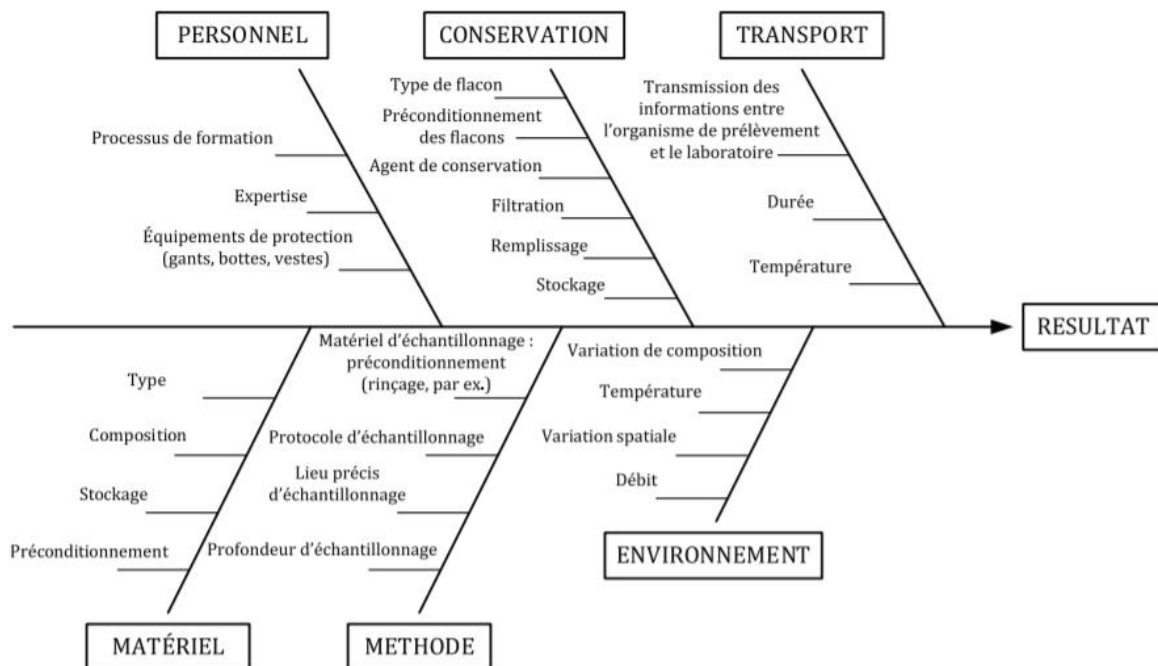 PERSONNEL
CONSERVATION
TRANSPORT
Processus de formation
Expertise
Équipements de protection
(gants, bottes, vestes)
Type de flacon
Préconditionnement
des flacons
Agent de conservation
Filtration
Remplissage
Stockage
Transmission des
informations entre
l'organisme de prélèvement
et le laboratoire
Durée
Température
RESULTAT
Type
Composition
Stockage
Préconditionnement
MATÉRIEL
Matériel d'échantillonnage :
préconditionnement
(rinçage, par ex.)
Protocole d'échantillonnage
Lieu précis
d'échantillonnage
Profondeur d'échantillonnage
METHODE
Variation de composition
Température
Variation spatiale
Débit
ENVIRONNEMENT